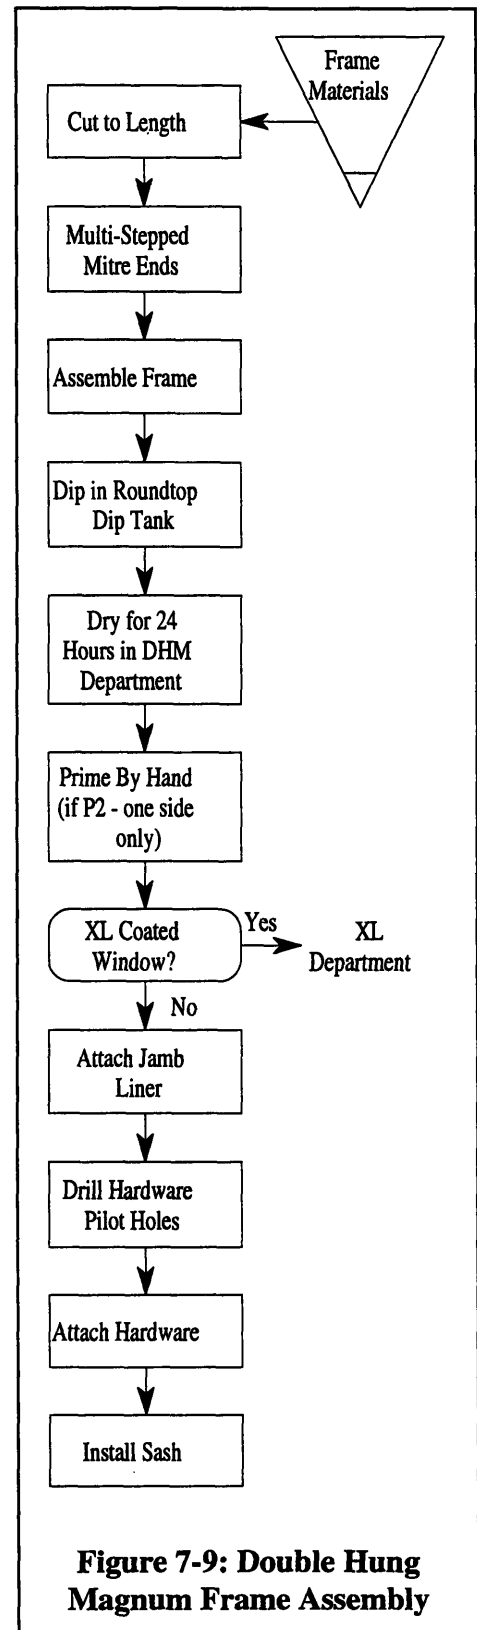 Frame
Materials
Cut to Length
Multi-Stepped
Mitre Ends
Assemble Frame
Dip in Roundtop
Dip Tank
Dry for 24
Hours in DHM
Department
Prime By Hand
(if P2 - one side
only)
XL Coated
Window?
Yes
XL
Department
No
Attach Jamb
Liner
Drill Hardware
Pilot Holes
Attach Hardware
Install Sash
Figure 7-9: Double Hung
Magnum Frame Assembly